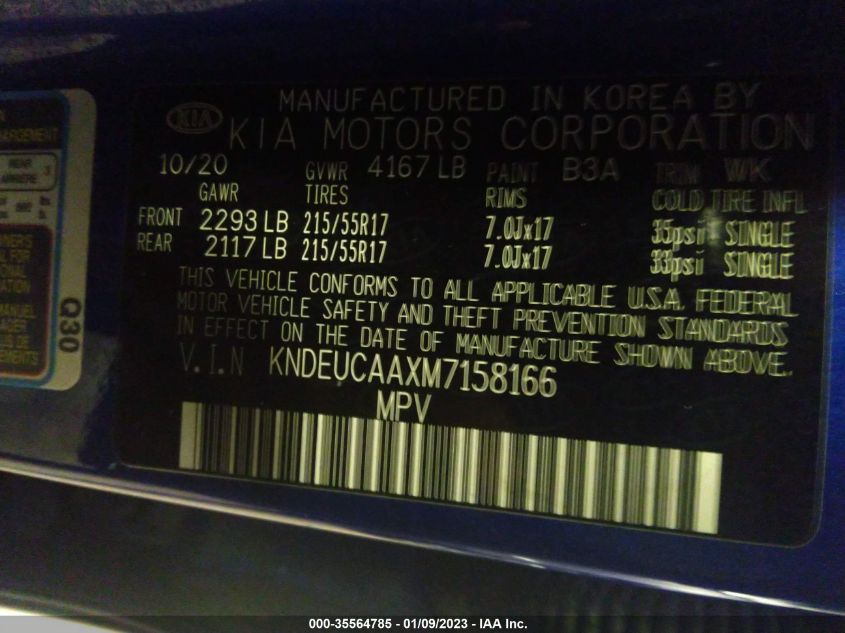 MANUFACTURED IN KOREA BY
KIA KIA MOTORS CORPORATION
10/20 GVWR 4167 LB PAINT B3A TRIM WK
GAWR TIRES RIMS COLD TIRE INFL
FRONT 2293 LB 215/55R17 7.0Jx17 35psi SINGLE
REAR 2117 LB 215/55R17 7.0Jx17 33psi SINGLE
THIS VEHICLE CONFORMS TO ALL APPLICABLE U.S.A. FEDERAL
MOTOR VEHICLE SAFETY AND THEFT PREVENTION STANDARDS
IN EFFECT ON THE DATE OF MANUFACTURE SHOWN ABOVE.
V.I.N KNDEUCAAXM7158166
MPV
REAR
Q30
000-35564785 - 01/09/2023 - IAA Inc.